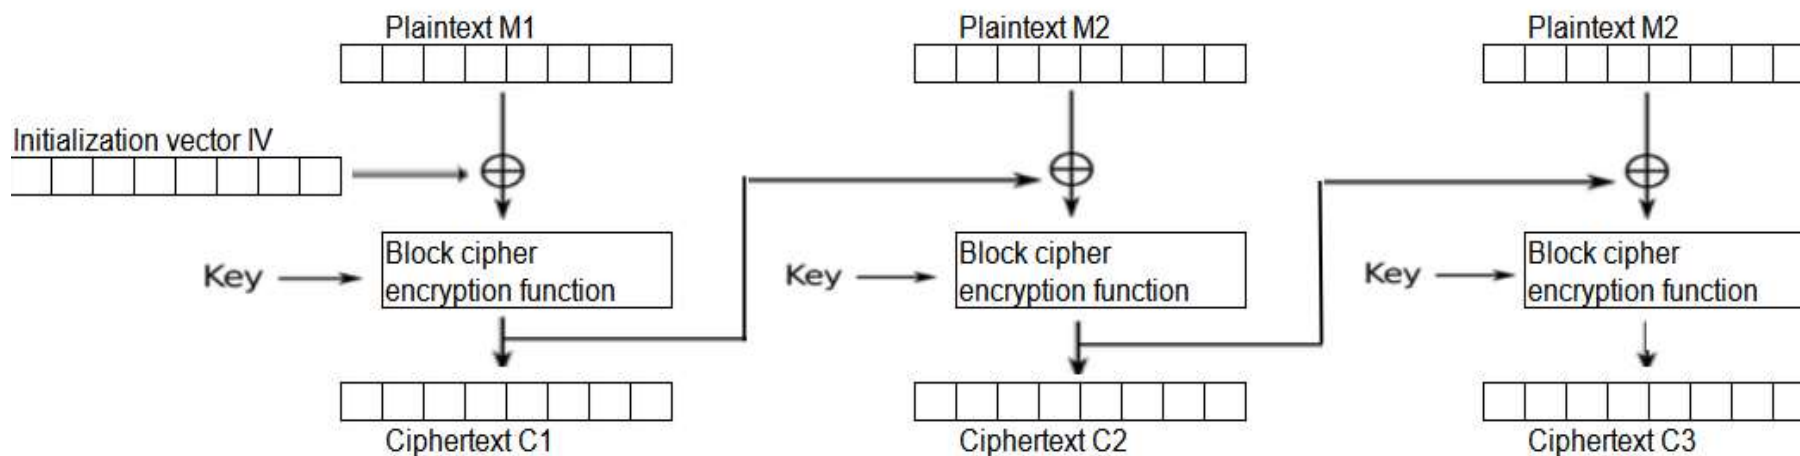 Plaintext M1
Plaintext M2
Plaintext M2
Initialization vector IV
Key
Block cipher
encryption function
Key
Block cipher
encryption function
Key
Block cipher
encryption function
Ciphertext C1
Ciphertext C2
Ciphertext C3